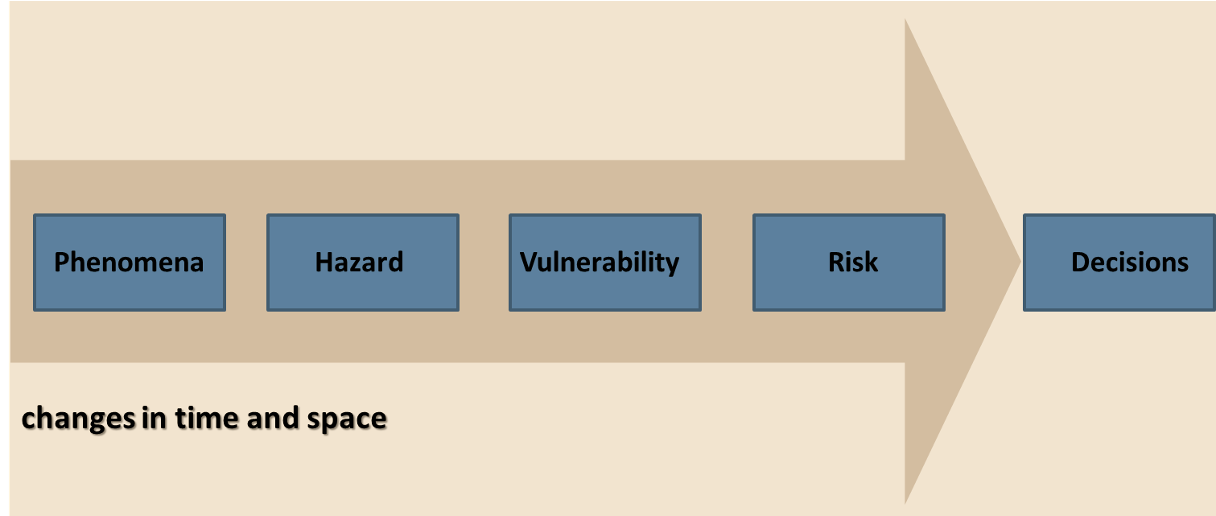 Phenomena
Hazard
Vulnerability
Risk
Decisions
changes in time and space